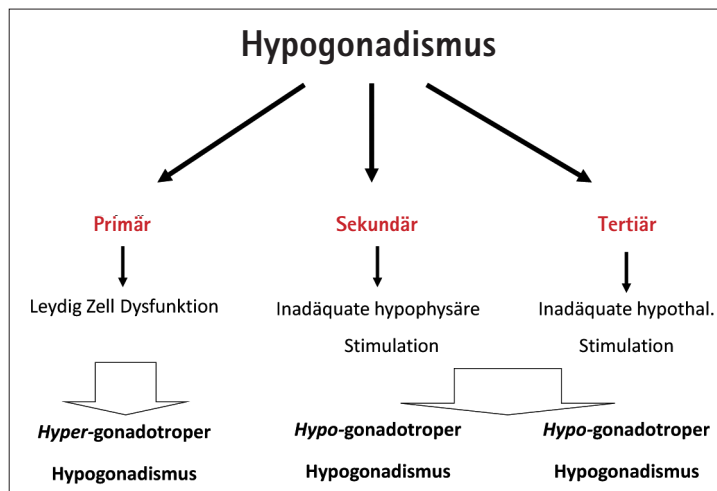 Hypogonadismus
Primär
Sekundär
Tertiär
Leydig Zell Dysfunktion
Inadäquate hypophysäre
Stimulation
Inadäquate hypothal.
Stimulation
Hyper-gonadotroper
Hypogonadismus
Hypo-gonadotroper
Hypogonadismus
Hypo-gonadotroper
Hypogonadismus